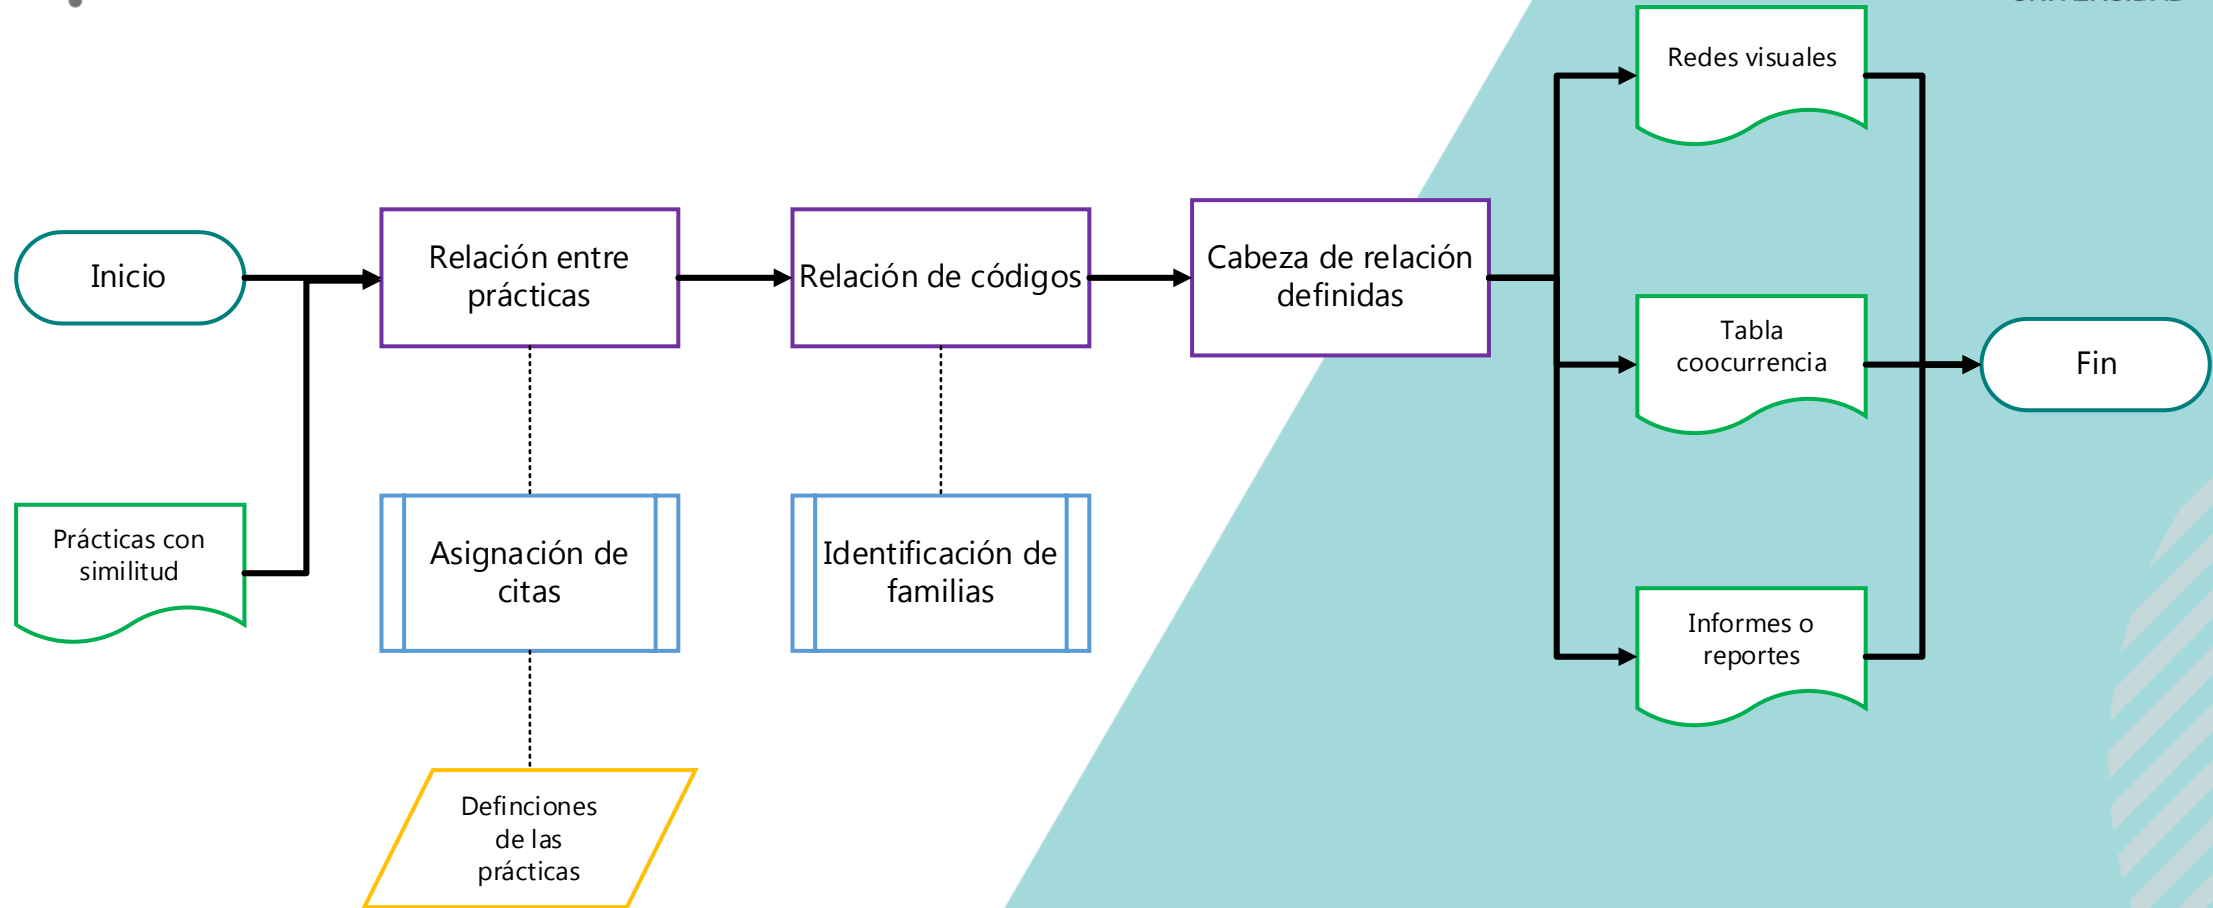 Redes visuales
Inicio
Relación entre
prácticas
Relación de códigos
Cabeza de relación
definidas
Tabla
coocurrencia
Fin
Prácticas con
similitud
Asignación de
citas
Identificación de
familias
Informes o
reportes
Definciones
de las
prácticas